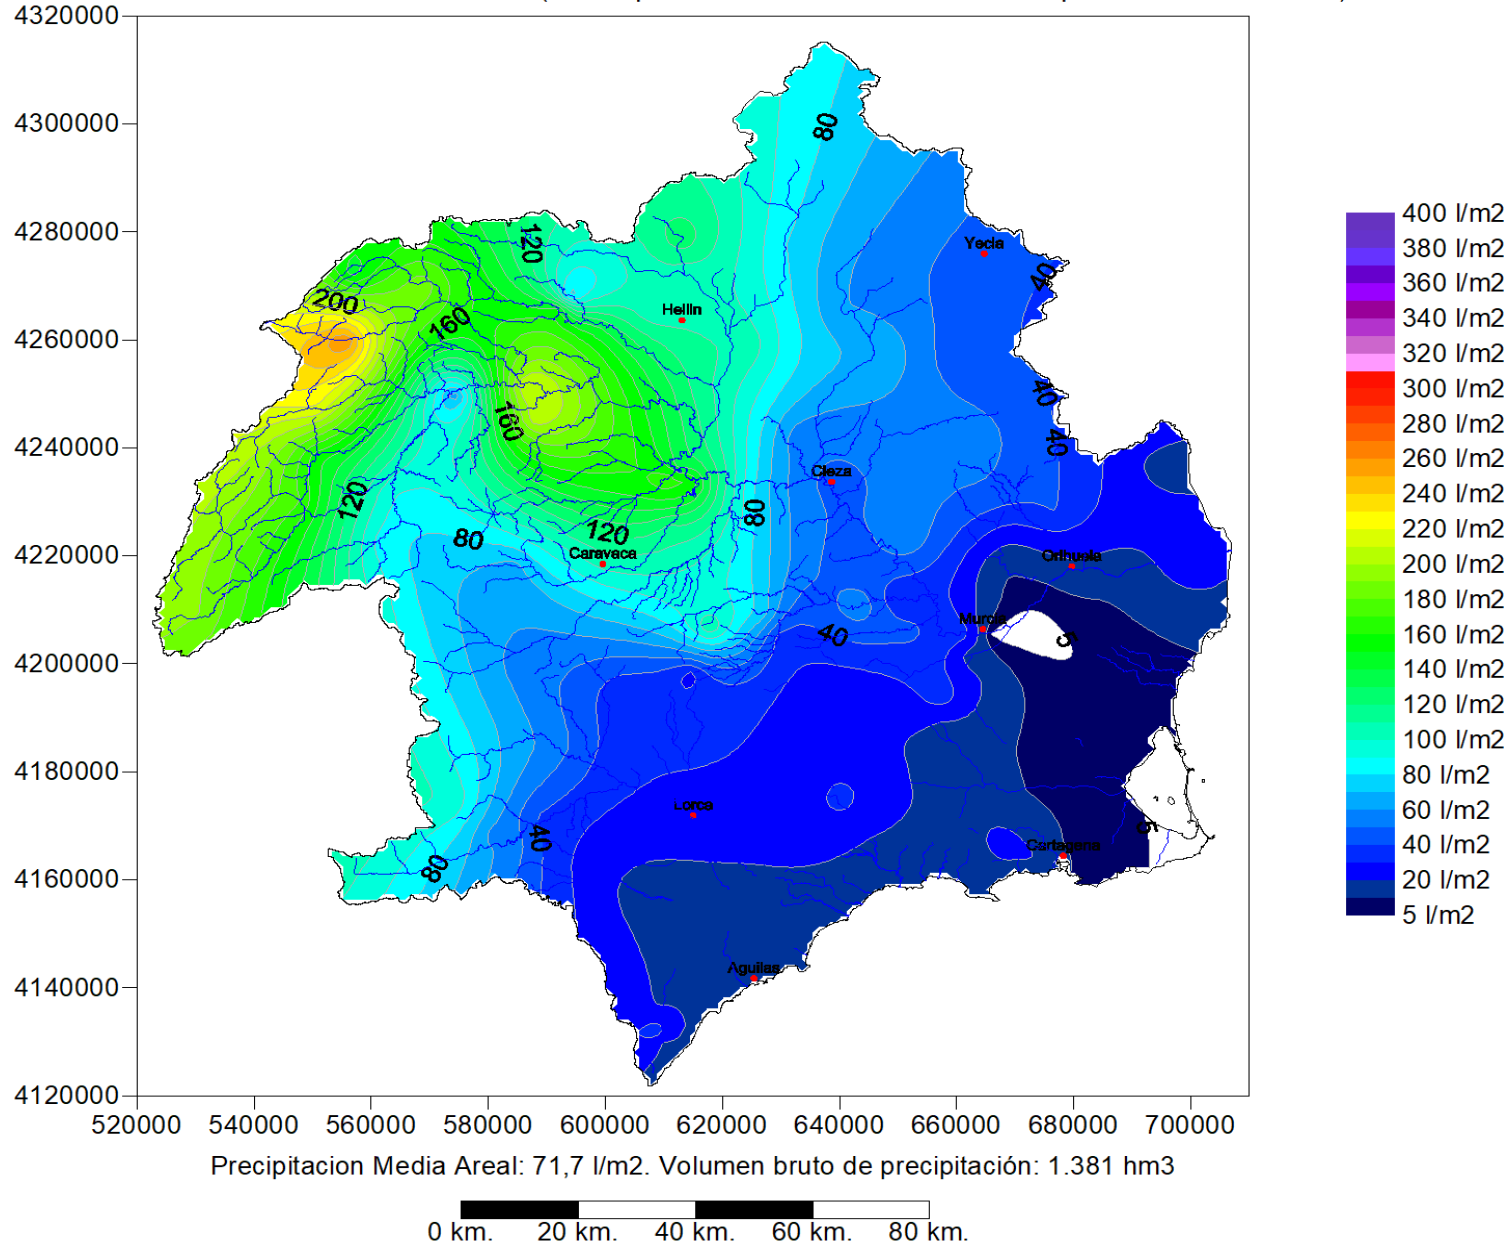 4320000
4300000
4280000
4260000
4240000
4220000
4200000
4180000
4160000
4140000
4120000
520000 540000 560000 580000 600000 620000 640000 660000 680000 700000
80
120
Yecla
40
200
Hellin
160
40
160
40
Cieza
120
80
80
120
Caravaca
Orihuela
Murcia
40
5
Lorca
40
5
Cartagena
80
Aguilas
400 l/m2
380 l/m2
360 l/m2
340 l/m2
320 l/m2
300 l/m2
280 l/m2
260 l/m2
240 l/m2
220 l/m2
200 l/m2
180 l/m2
160 l/m2
140 l/m2
120 l/m2
100 l/m2
80 l/m2
60 l/m2
40 l/m2
20 l/m2
5 l/m2
Precipitacion Media Areal: 71,7 l/m2. Volumen bruto de precipitación: 1.381 hm3
0 km. 20 km. 40 km. 60 km. 80 km.